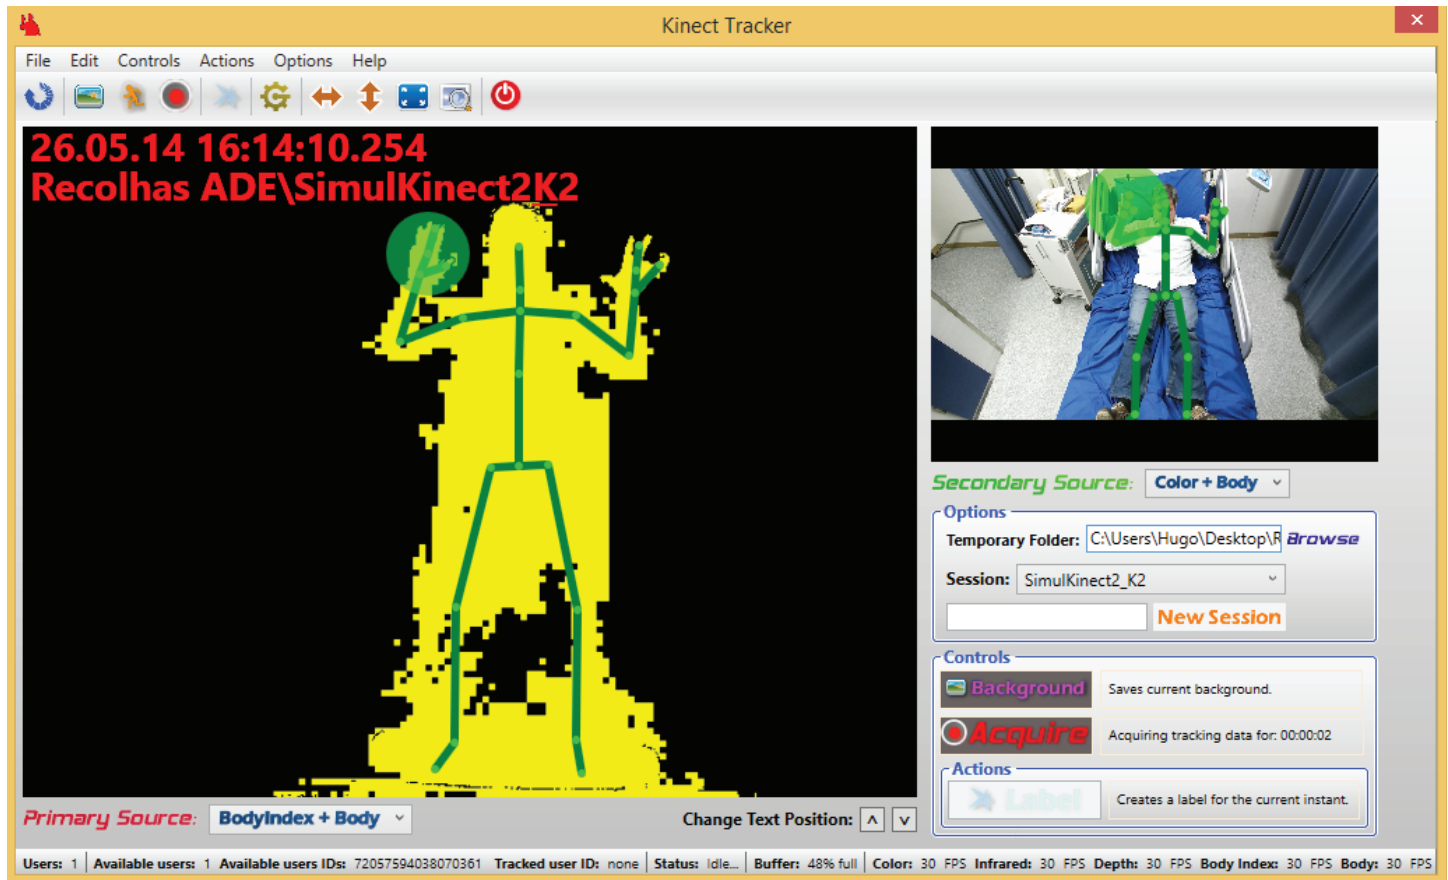 Kinect Tracker
File Edit Controls Actions Options Help
26.05.14 16:14:10.254
Recolhas ADE\SimulKinect2K2
Secondary Source: Color + Body
Options
Temporary Folder: C:\Users\Hugo\Desktop\R Browse
Session: SimulKinect2_K2
New Session
Controls
Background Saves current background.
Acquire Acquiring tracking data for: 00:00:02
Actions
Label Creates a label for the current instant.
Primary Source: BodyIndex + Body Change Text Position:
Users: 1 Available users: 1 Available users IDs: 72057594038070361 Tracked user ID: none Status: Idle... Buffer: 48% full Color: 30 FPS Infrared: 30 FPS Depth: 30 FPS Body Index: 30 FPS Body: 30 FPS